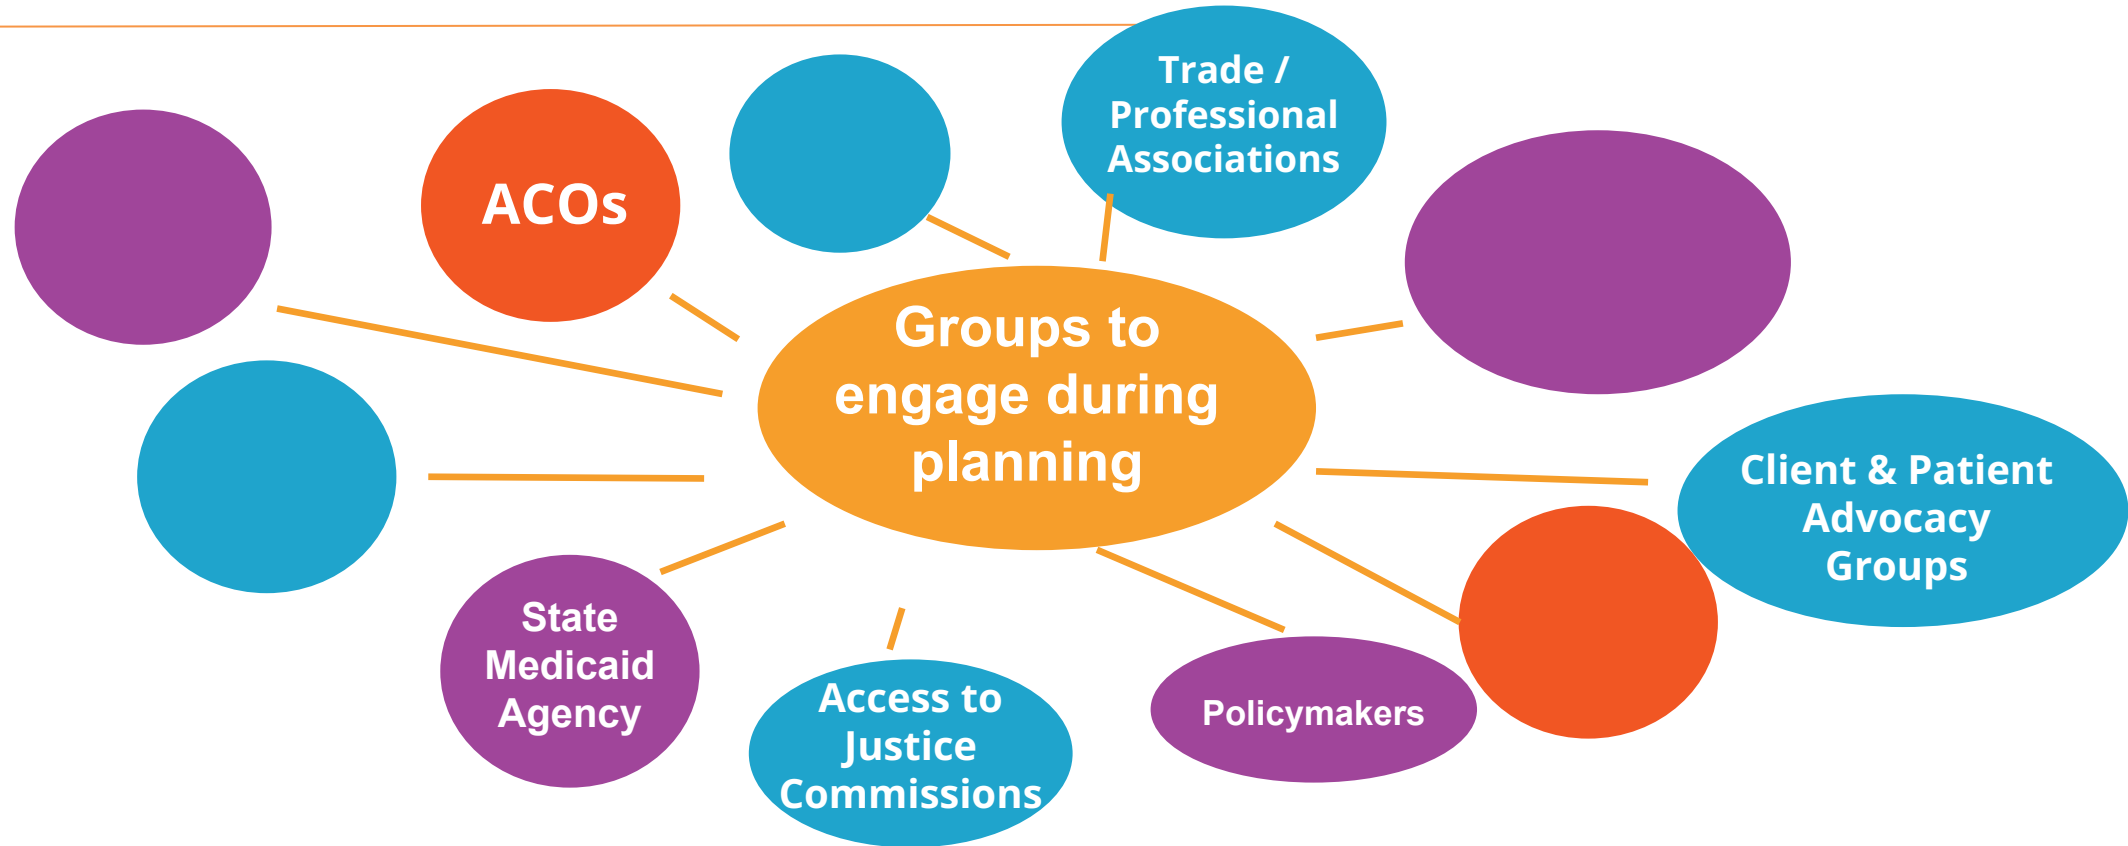 Trade /
Professional
Associations
ACOs
Groups to
engage during
planning
Client & Patient
Advocacy
Groups
State
Medicaid
Agency
Access to
Justice
Commissions
Policymakers